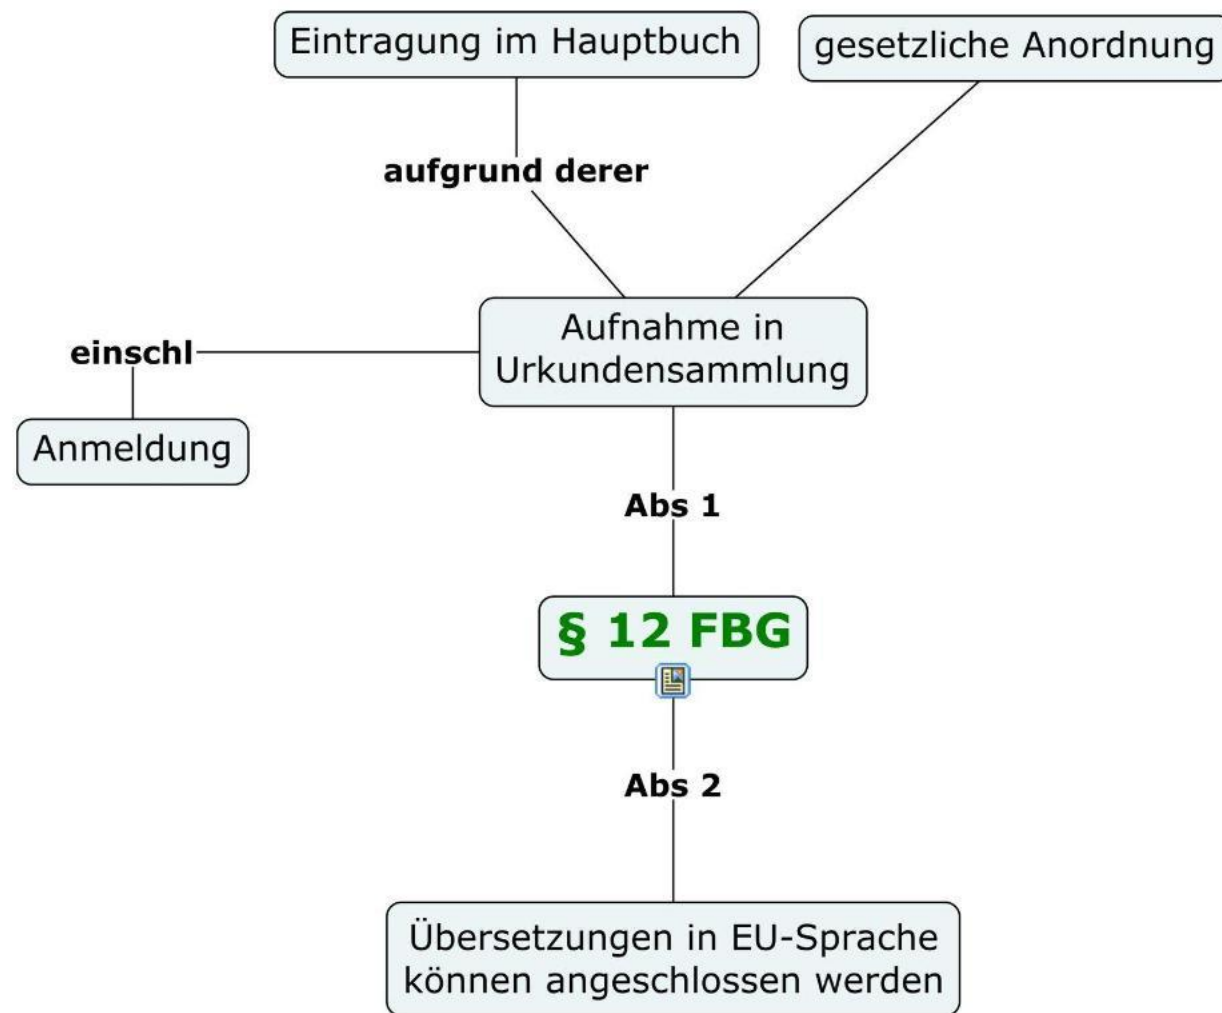 Eintragung im Hauptbuch
gesetzliche Anordnung
aufgrund derer
Aufnahme in
Urkundensammlung
einschl
Anmeldung
Abs 1
§ 12 FBG
Abs 2
Übersetzungen in EU-Sprache
können angeschlossen werden